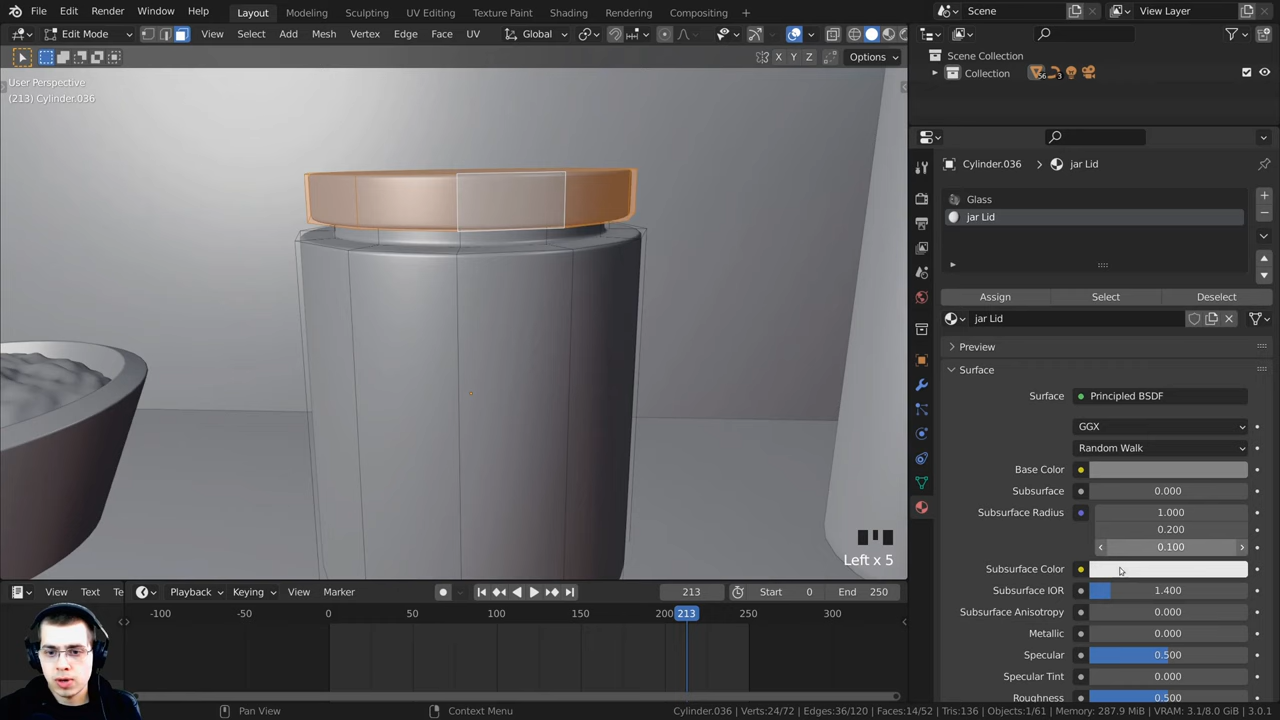 File Edit Render Window Help Layout Modeling Sculpting UV Editing Texture Paint Shading Rendering Compositing + Scene View Layer
Edit Mode View Select Add Mesh Vertex Edge Face UV Global
X Y Z Options
User Perspective
(213) Cylinder.036
Scene Collection
Collection 56 3
Cylinder.036 > jar Lid
Glass
jar Lid
Assign Select Deselect
jar Lid
Preview
Surface
Surface Principled BSDF
GGX
Random Walk
Base Color
Subsurface 0.000
Subsurface Radius 1.000
0.200
0.100
Subsurface Color
Subsurface IOR 1.400
Subsurface Anisotropy 0.000
Metallic 0.000
Specular 0.500
Specular Tint 0.000
Roughness 0.500
Left x 5
View Te Playback Keying View Marker 213 Start 0 End 250
-100 0 100 200 213 300
Pan View Context Menu Cylinder.036 | Verts:24/72 | Edges:36/120 | Faces:14/52 | Tris:136 | Objects:1/61 | Memory: 287.9 MiB | VRAM: 3.1/8.0 GiB | 3.0.1